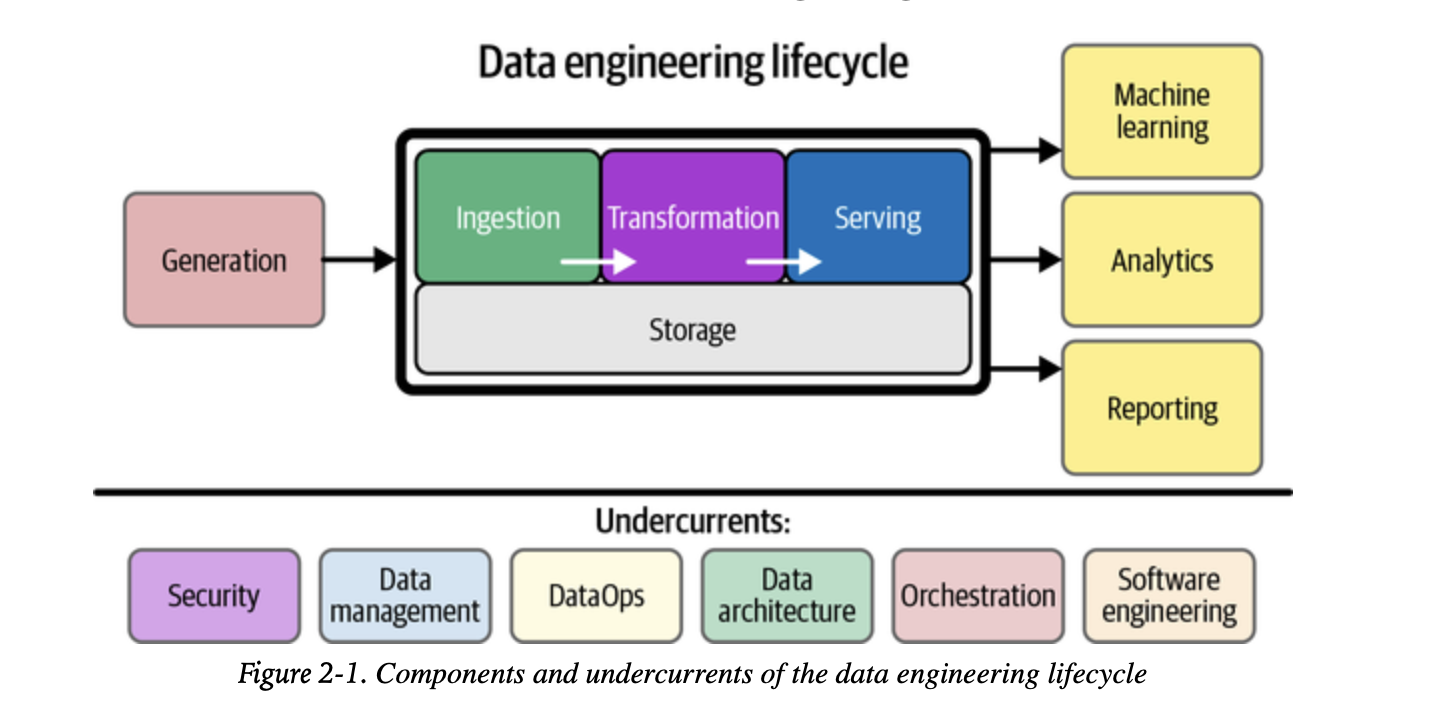 Data engineering lifecycle
Generation
Ingestion
Transformation
Serving
Storage
Machine
learning
Analytics
Reporting
Undercurrents:
Security
Data
management
DataOps
Data
architecture
Orchestration
Software
engineering
Figure 2-1. Components and undercurrents of the data engineering lifecycle